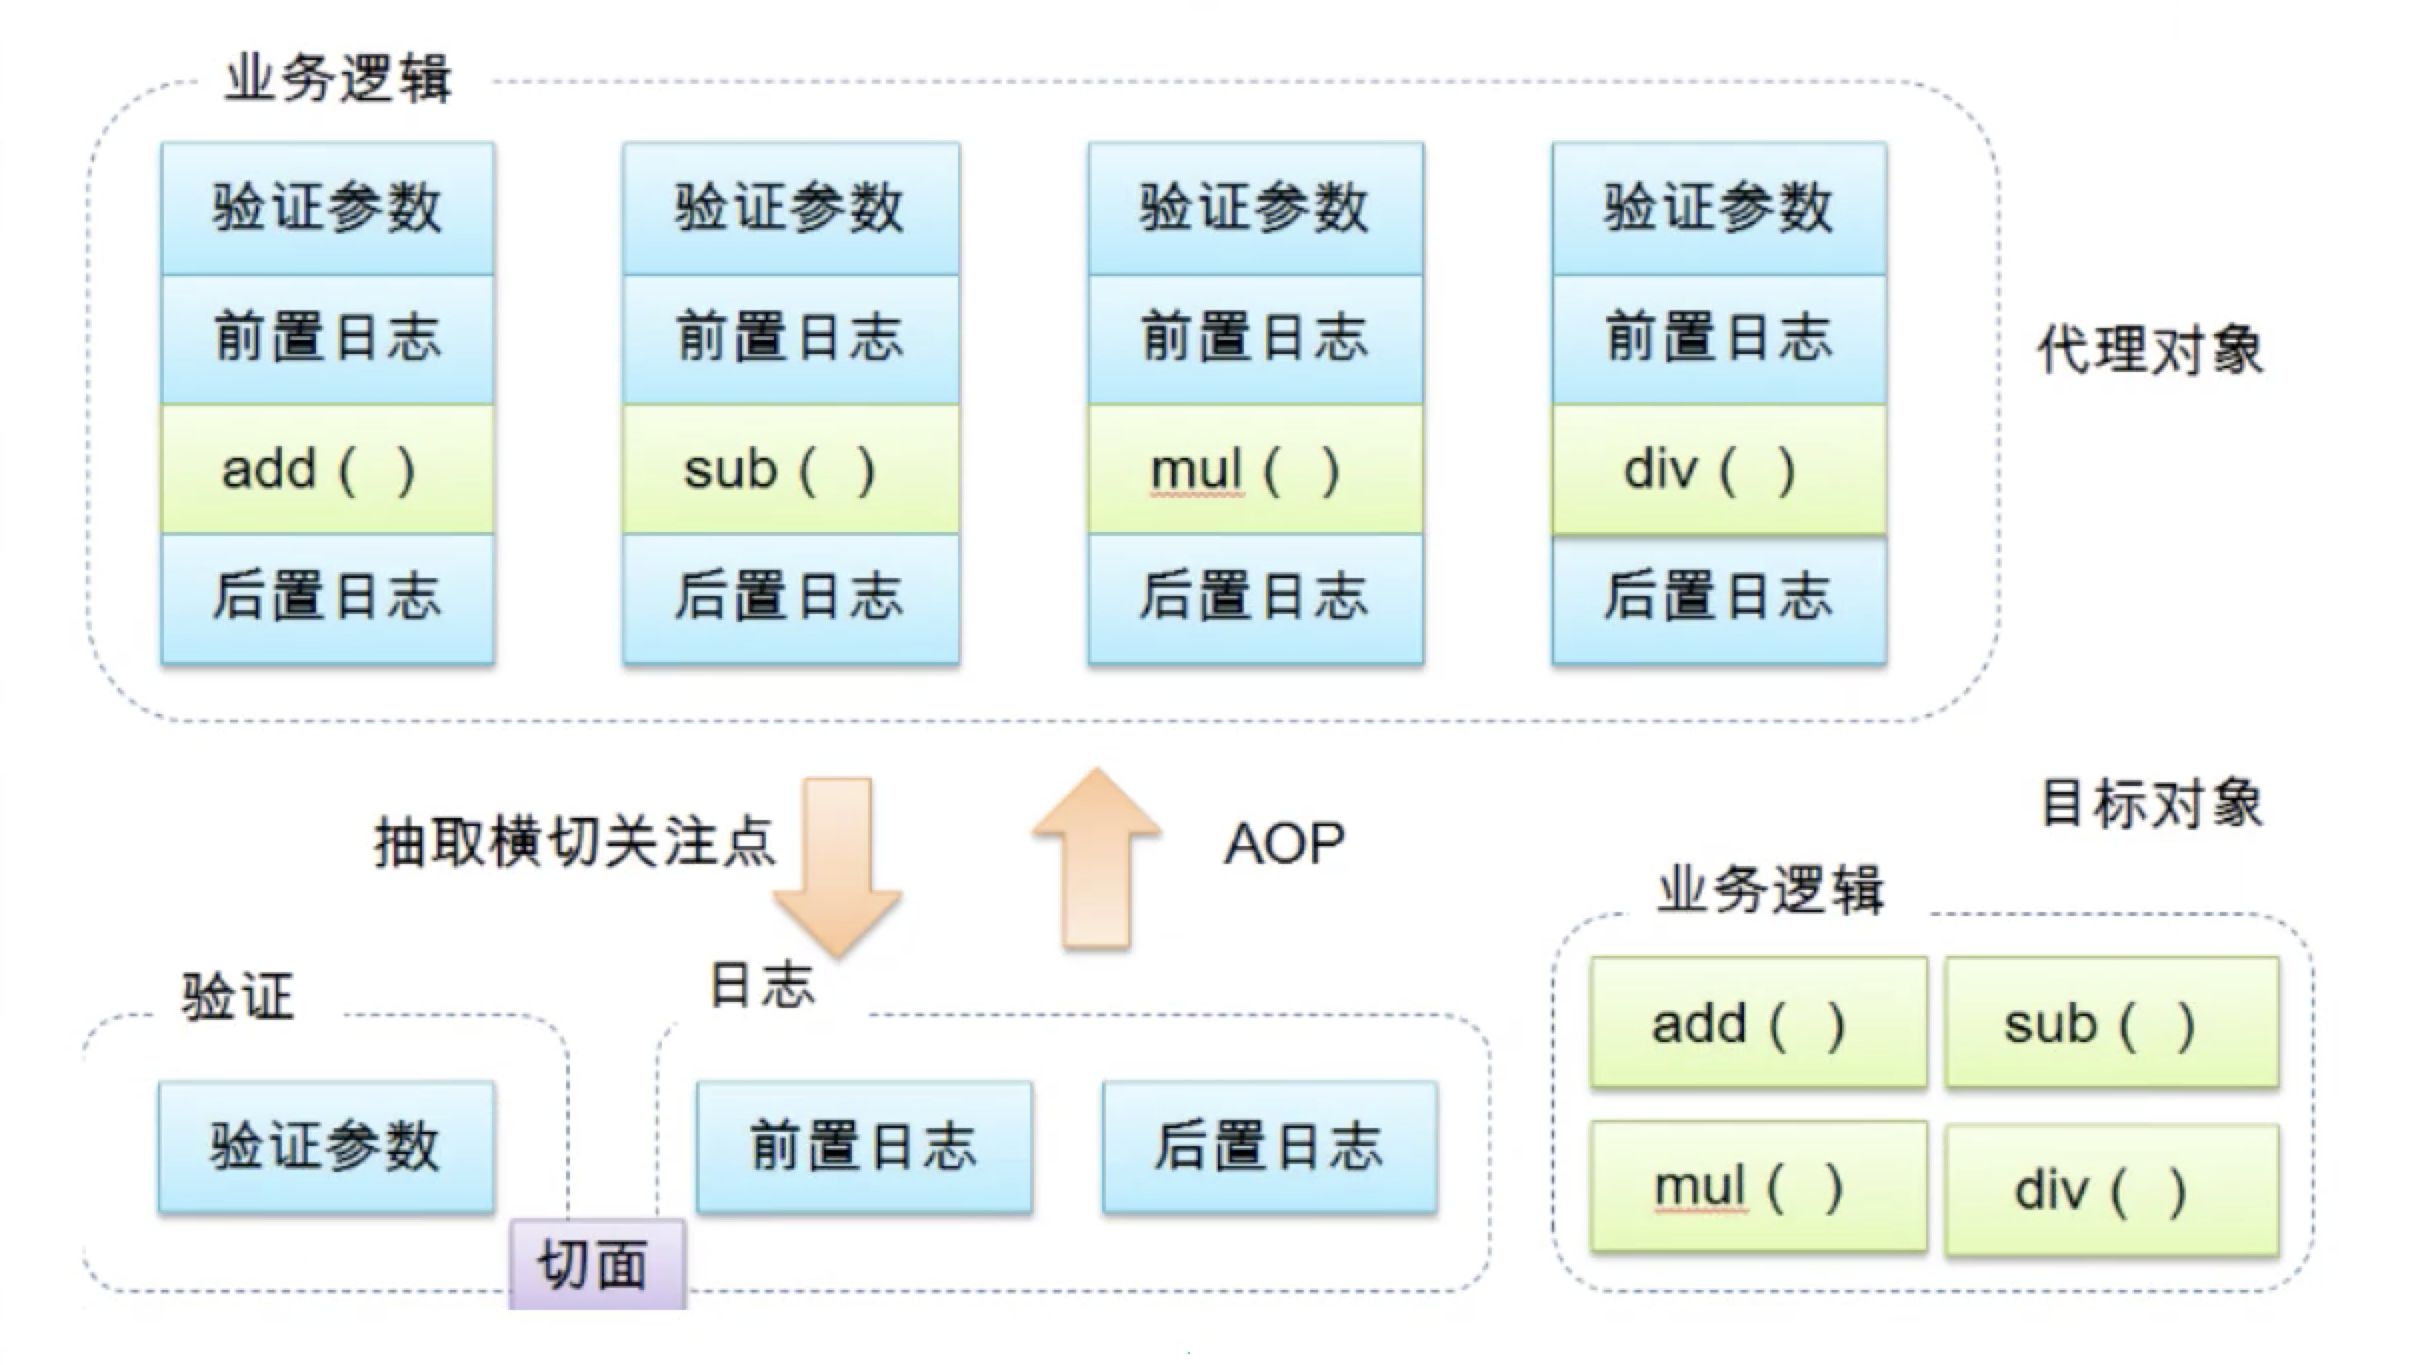 业务逻辑
验证参数
前置日志
add( )
后置日志
验证参数
前置日志
sub( )
后置日志
验证参数
前置日志
mul( )
后置日志
验证参数
前置日志
div( )
后置日志
代理对象
抽取横切关注点
AOP
目标对象
验证
验证参数
日志
前置日志
后置日志
切面
业务逻辑
add( )
sub( )
mul( )
div( )